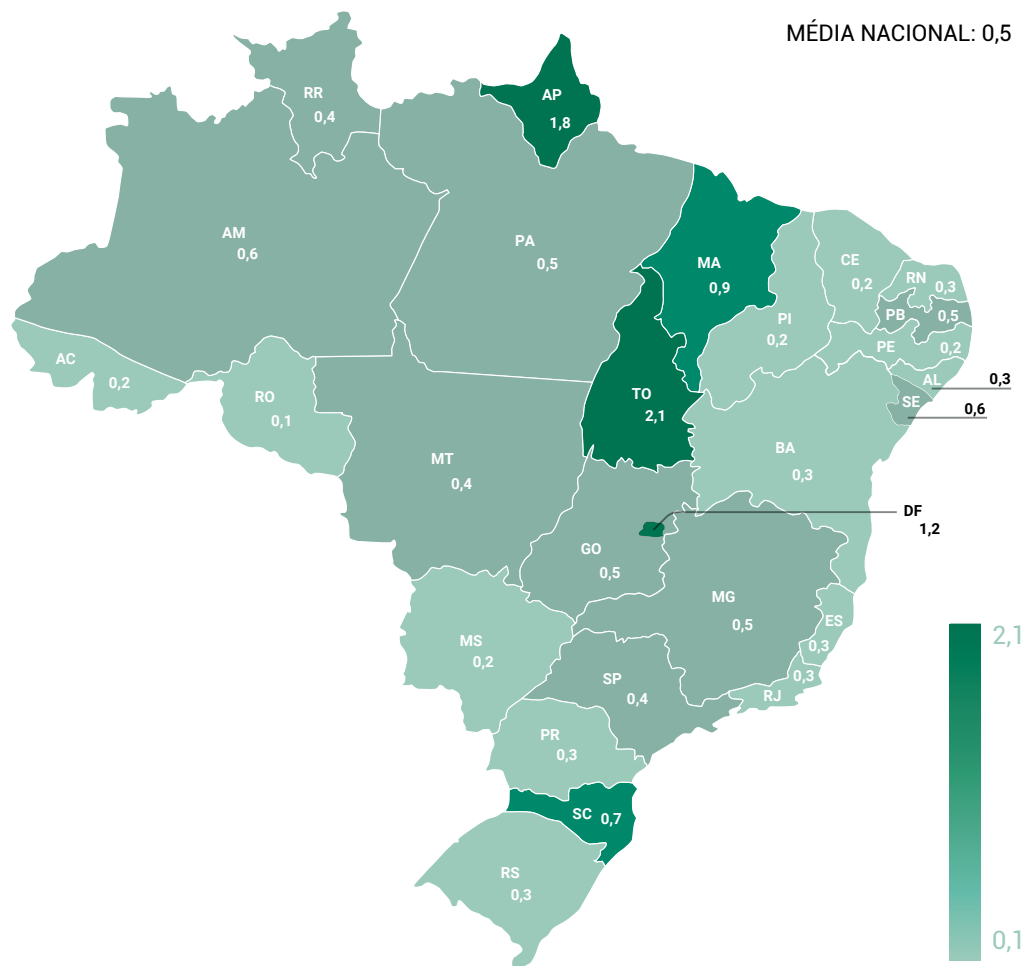 MÉDIA NACIONAL: 0,5
RR
0,4
AP
1,8
AM
0,6
PA
0,5
MA
0,9
CE
0,2
RN
0,3
PB
0,5
PI
0,2
PE
0,2
AC
0,2
RO
0,1
TO
2,1
AL
0,3
SE
0,6
MT
0,4
BA
0,3
DF
1,2
GO
0,5
MG
0,5
ES
0,3
MS
0,2
SP
0,4
0,3
RJ
PR
0,3
SC 0,7
RS
0,3
2,1
0,1